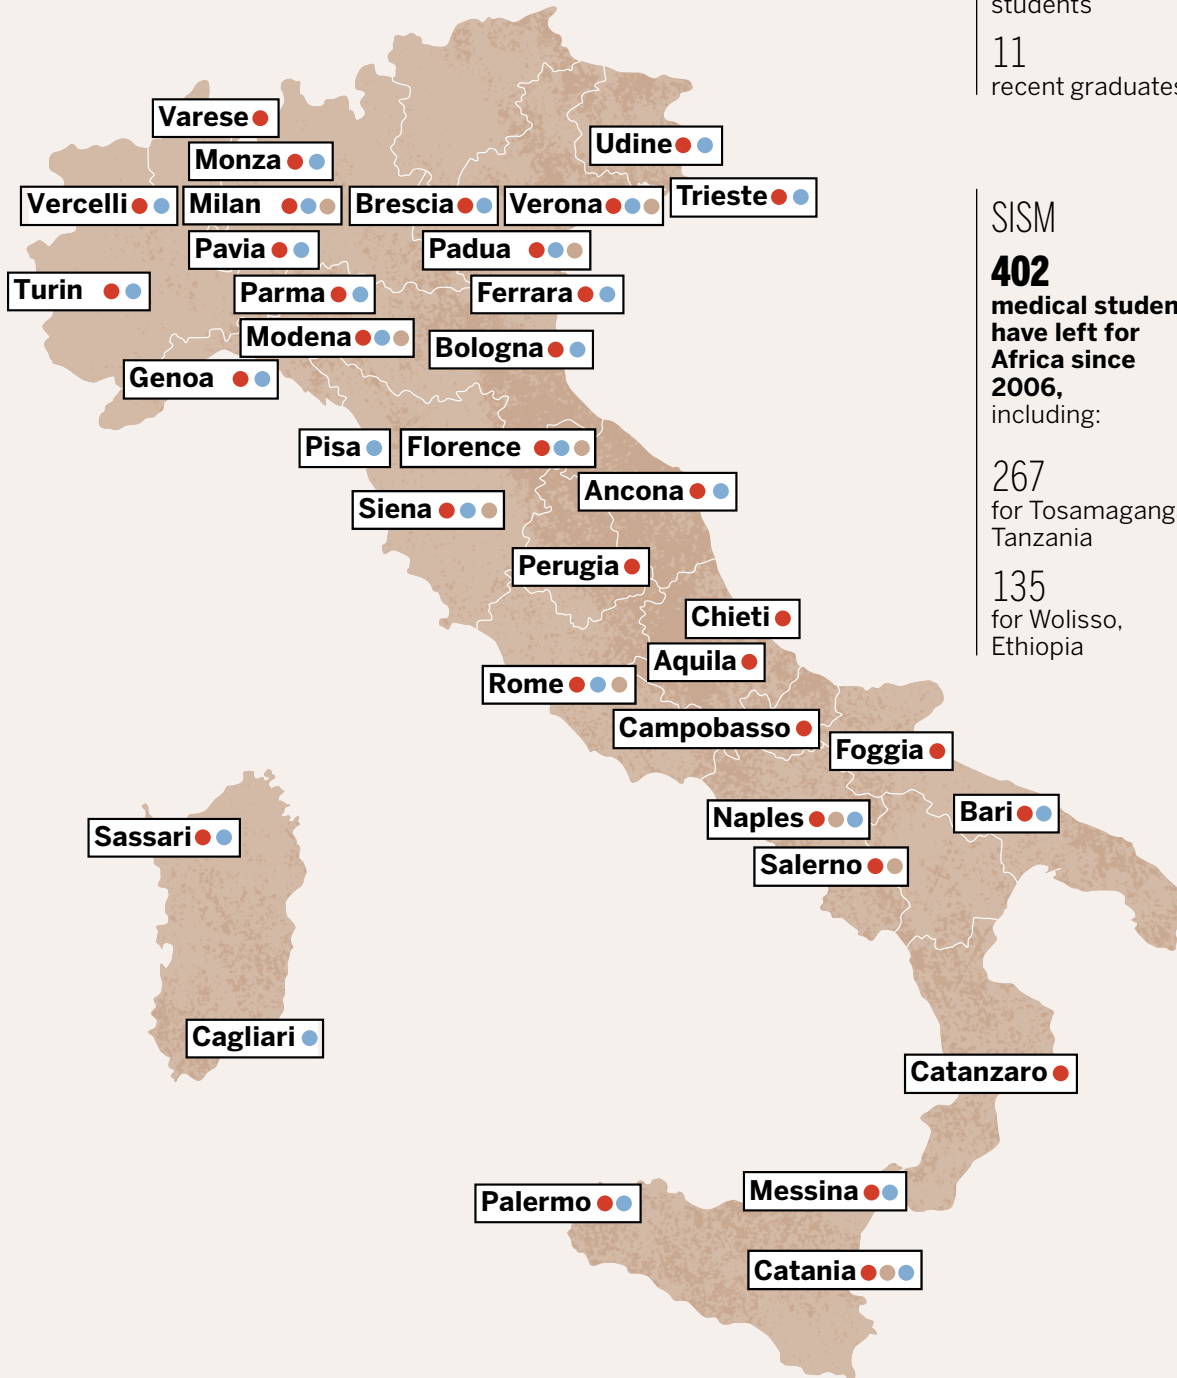 students
11
recent graduates
Varese
Monza
Udine
Vercelli
Milan
Brescia
Verona
Trieste
Pavia
Padua
Turin
Parma
Ferrara
Modena
Bologna
Genoa
Pisa
Florence
Ancona
Siena
Perugia
Chieti
Aquila
Rome
Campobasso
Foggia
Naples
Bari
Salerno
Sassari
Cagliari
Catanzaro
Palermo
Messina
Catania
SISM
402
medical studen
have left for
Africa since
2006,
including:
267
for Tosamagang
Tanzania
135
for Wolisso,
Ethiopia